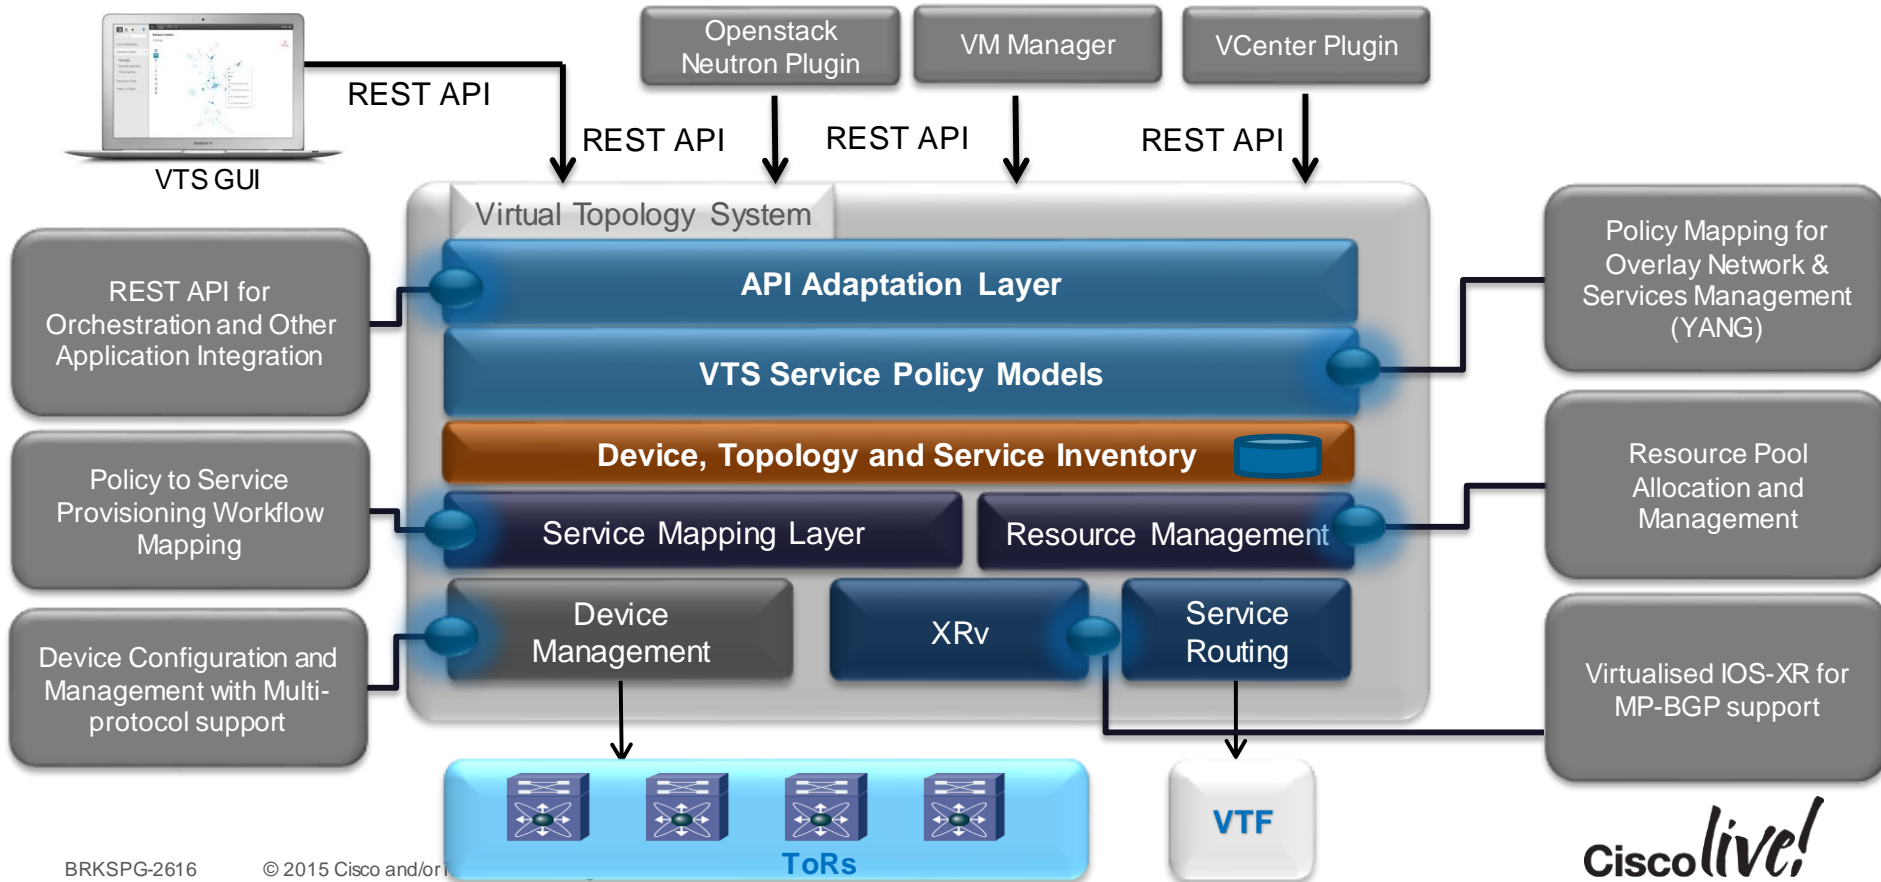 Openstack
Neutron Plugin
VM Manager
VCenter Plugin
REST API
REST API
REST API
REST API
VTS GUI
Virtual Topology System
API Adaptation Layer
VTS Service Policy Models
Device, Topology and Service Inventory
Service Mapping Layer
Resource Management
Device
Management
XRv
Service
Routing
REST API for
Orchestration and Other
Application Integration
Policy to Service
Provisioning Workflow
Mapping
Device Configuration and
Management with Multi-
protocol support
Policy Mapping for
Overlay Network &
Services Management
(YANG)
Resource Pool
Allocation and
Management
Virtualised IOS-XR for
MP-BGP support
ToRs
VTF
BRKSPG-2616
© 2015 Cisco and/or
Cisco live!